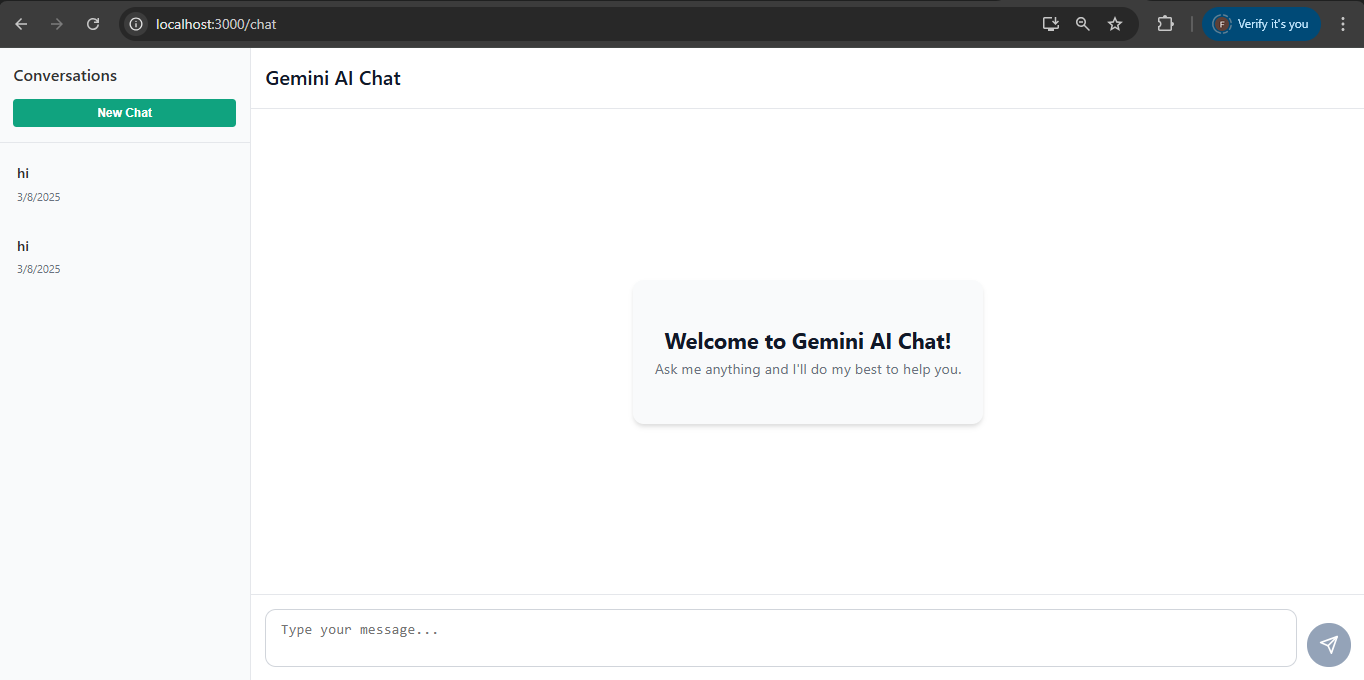 localhost:3000/chat
F
Verify it's you
Conversations
New Chat
hi
3/8/2025
hi
3/8/2025
Gemini AI Chat
Welcome to Gemini AI Chat!
Ask me anything and I'll do my best to help you.
Type your message...